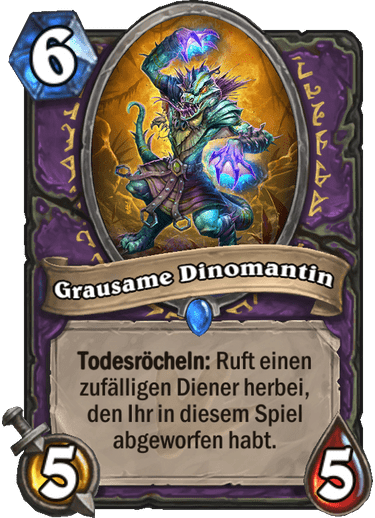 6
Grausame Dinomantin
Todesröcheln: Ruft einen
zufälligen Diener herbei,
den Ihr in diesem Spiel
abgeworfen habt.
5
5